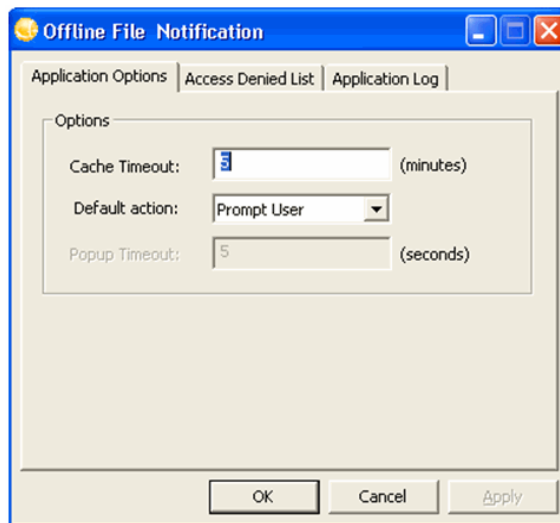 Offline File Notification
Application Options Access Denied List Application Log
Options
Cache Timeout: 5 (minutes)
Default action: Prompt User
Popup Timeout: 5 (seconds)
OK Cancel Apply